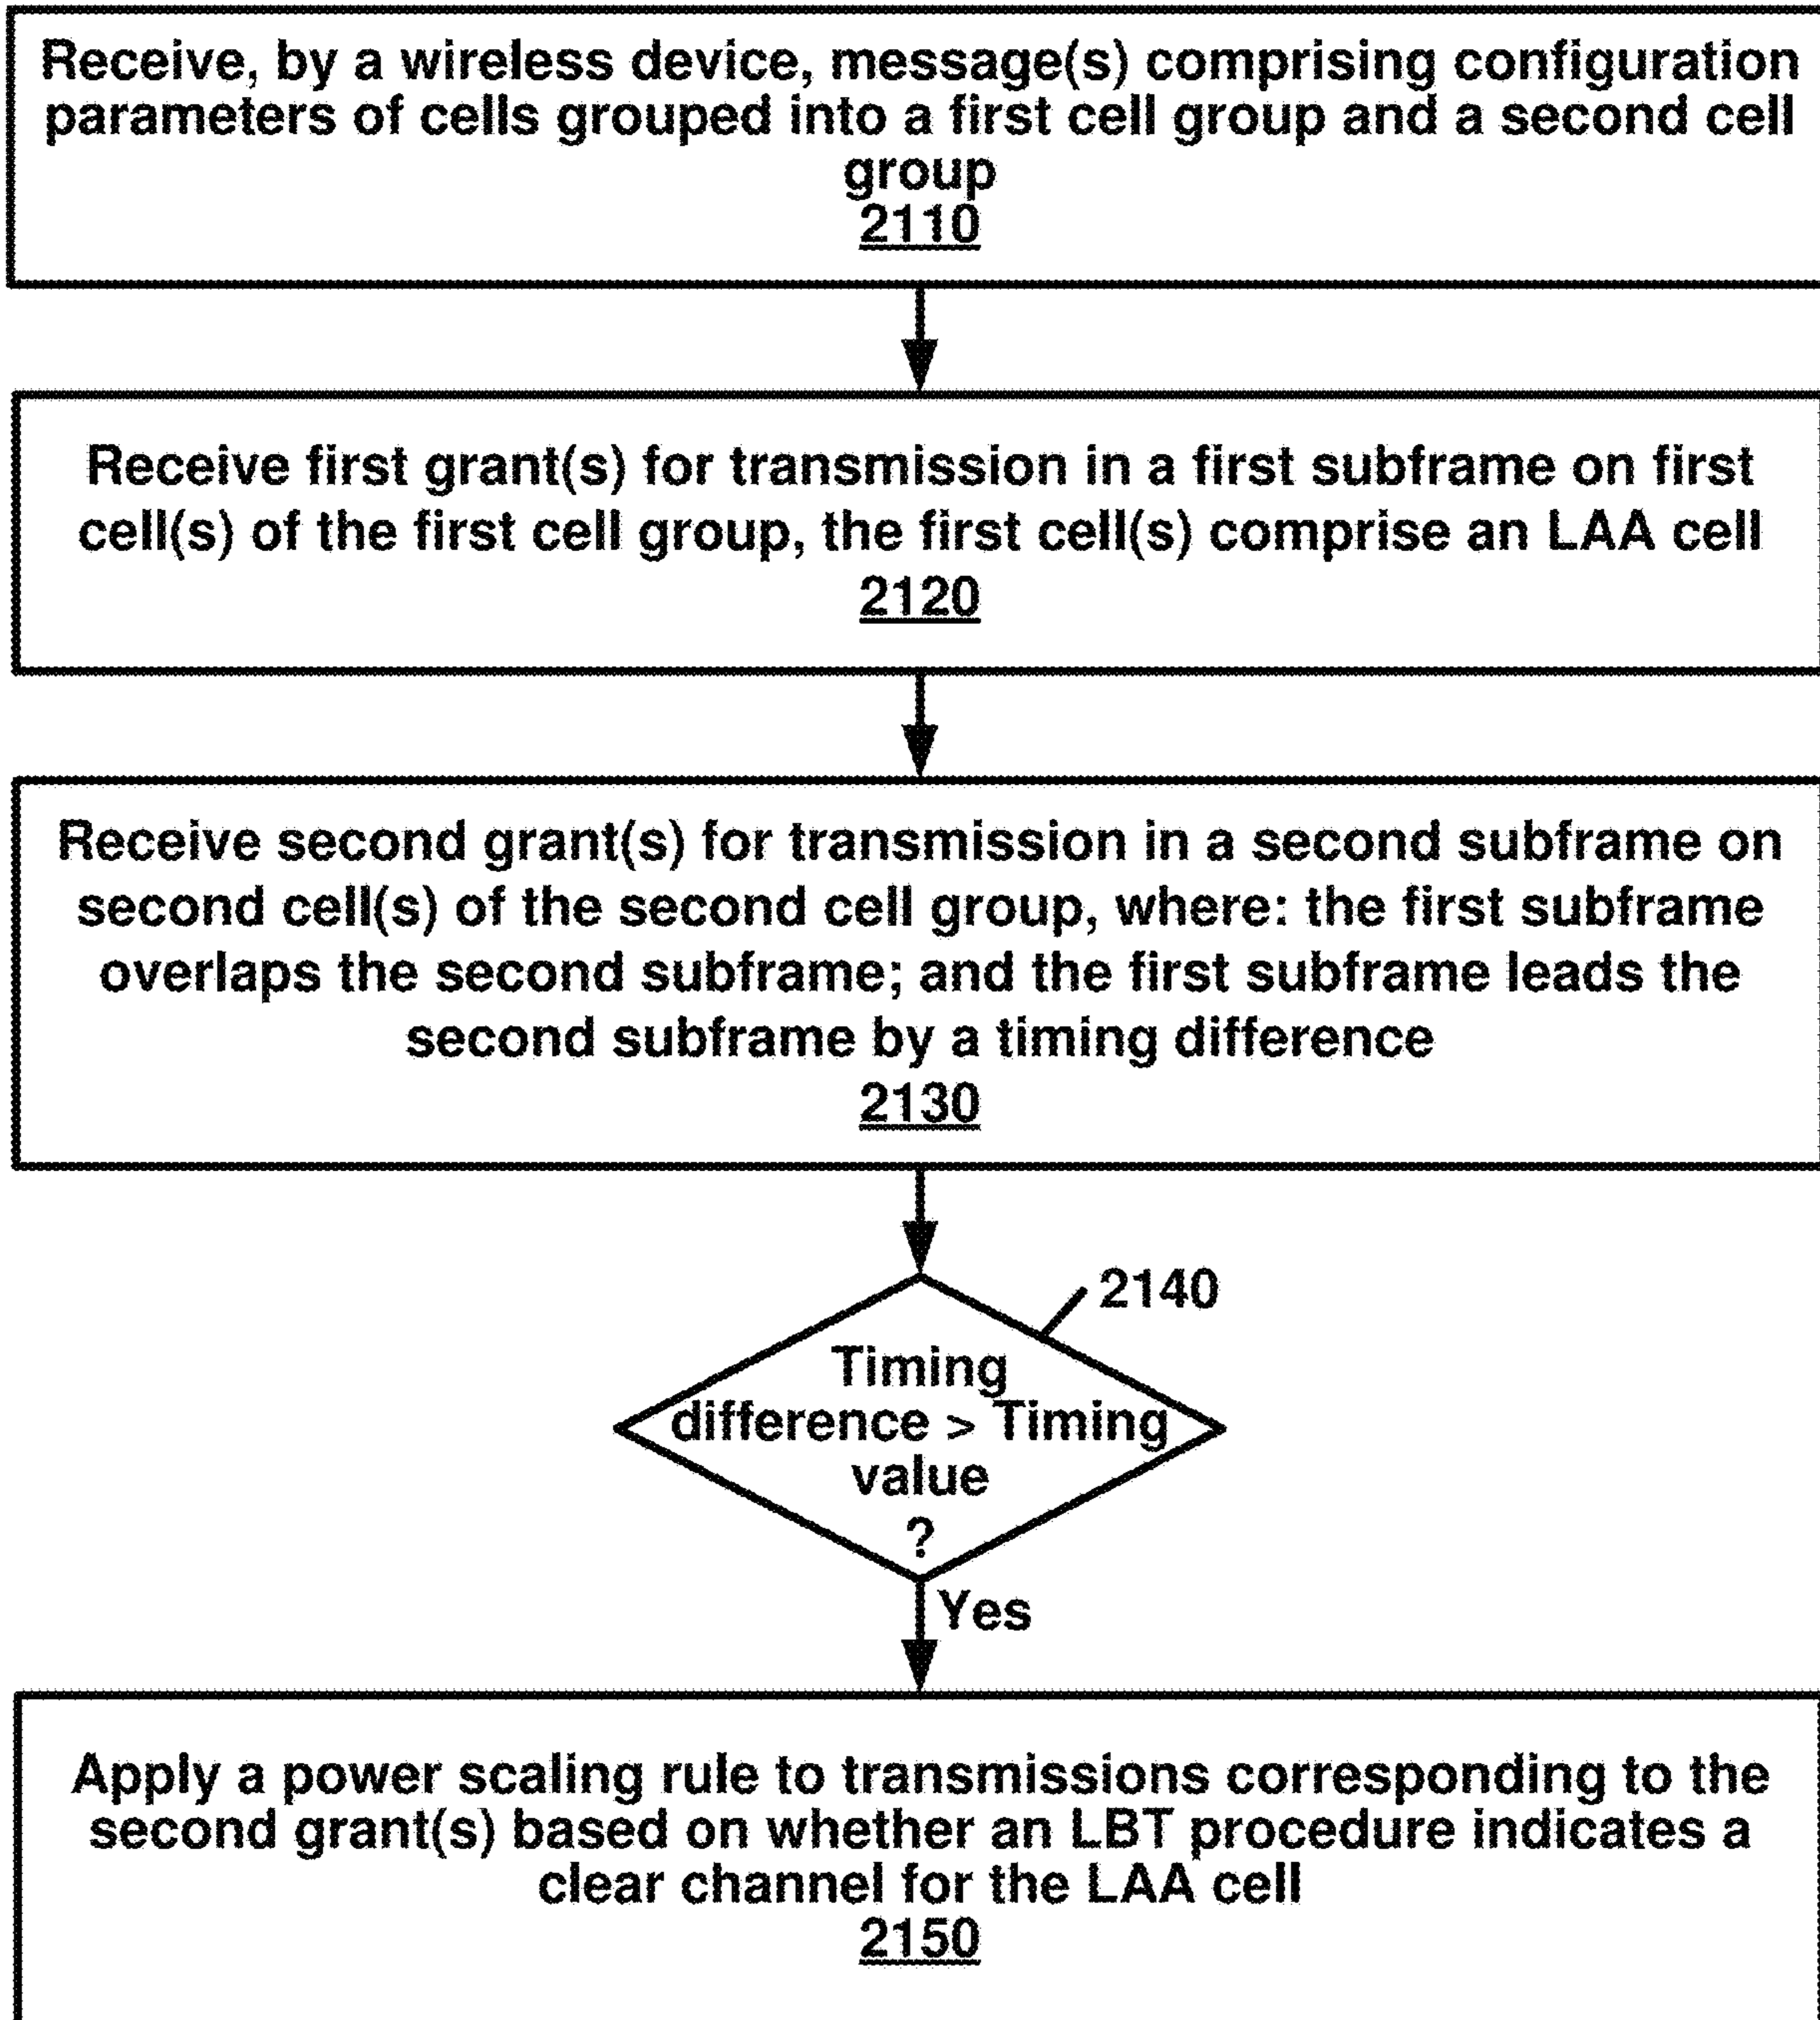 Receive, by a wireless device, message(s) comprising configuration
parameters of cells grouped into a first cell group and a second cell
group
2110
Receive first grant(s) for transmission in a first subframe on first
cell(s) of the first cell group, the first cell(s) comprise an LAA cell
2120
Receive second grant(s) for transmission in a second subframe on
second cell(s) of the second cell group, where: the first subframe
overlaps the second subframe; and the first subframe leads the
second subframe by a timing difference
2130
2140
Timing
difference > Timing
value
?
Yes
Apply a power scaling rule to transmissions corresponding to the
second grant(s) based on whether an LBT procedure indicates a
clear channel for the LAA cell
2150